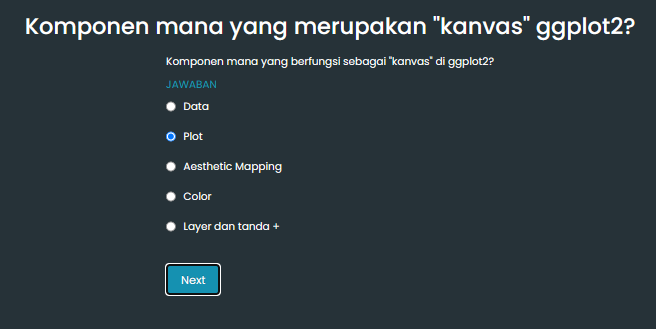 Komponen mana yang merupakan "kanvas" ggplot2?
Komponen mana yang berfungsi sebagai "kanvas" di ggplot2?
JAWABAN
Data
Plot
Aesthetic Mapping
Color
Layer dan tanda +
Next